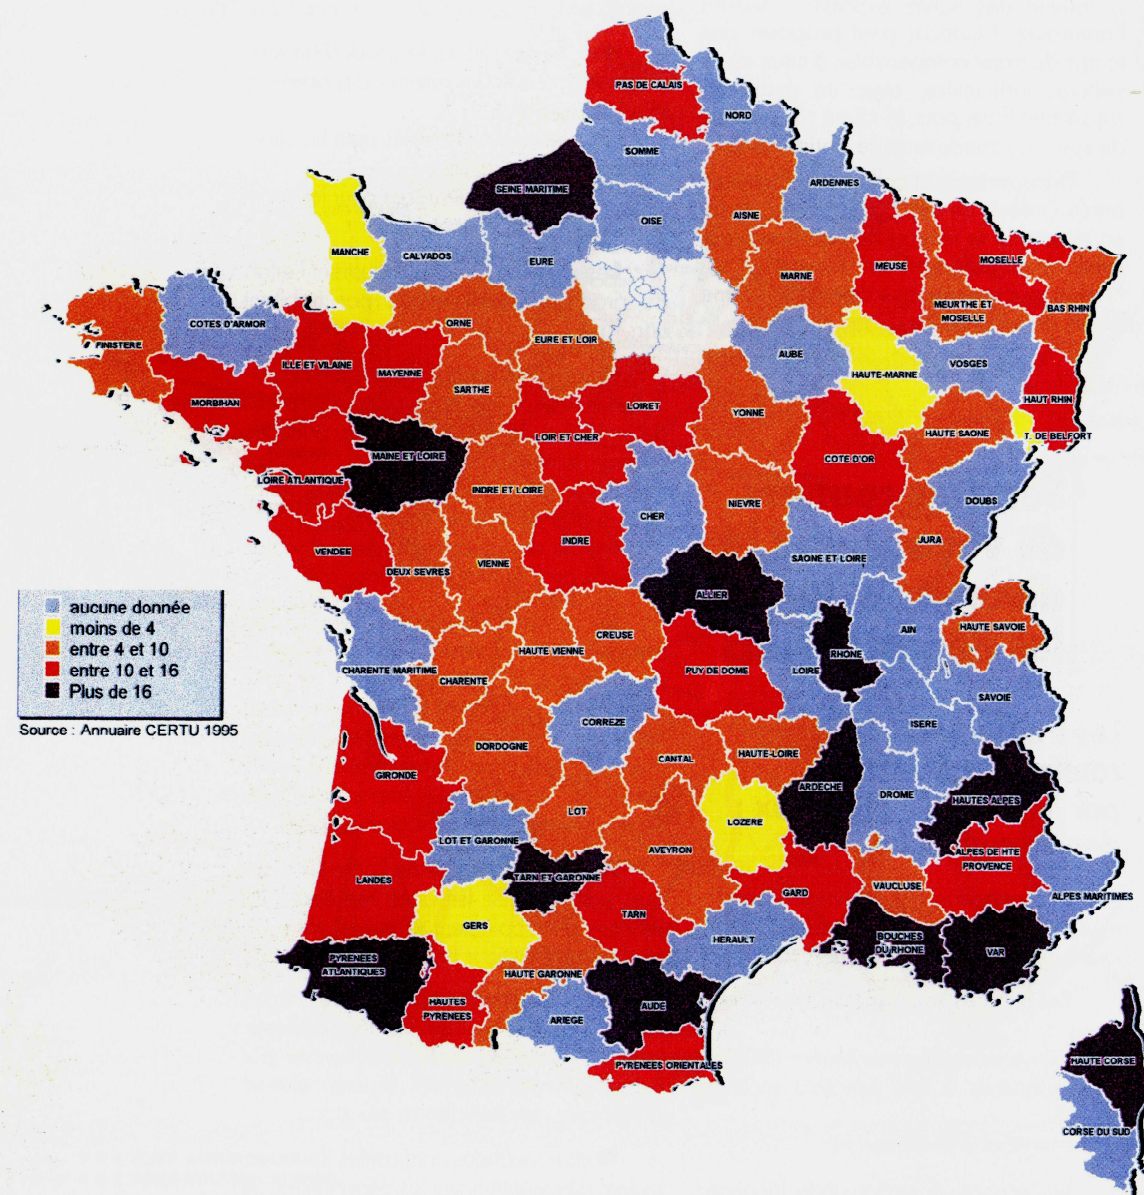 PAS DE CALAIS
NORD
SOMME
SEINE MARITIME
ARDENNES
AISNE
OISE
MANCHE
CALVADOS
EURE
MEUSE
MOSELLE
MARNE
MEURTHE ET
MOSELLE
BAS RHIN
COTES D'ARMOR
ORNE
FINISTERE
EURE ET LOIR
ILLE ET VILAINE
MAYENNE
AUBE
VOSGES
HAUTE-MARNE
SARTHE
MORBIHAN
LOIRET
YONNE
HAUT RHIN
LOIR ET CHER
HAUTE SAONE
T. DE BELFORT
MAINE ET LOIRE
COTE D'OR
LOIRE ATLANTIQUE
INDRE ET LOIRE
NIEVRE
DOUBS
CHER
VENDEE
INDRE
JURA
DEUX SEVRES
VIENNE
SAONE ET LOIRE
ALLIER
aucune donnée
moins de 4
entre 4 et 10
entre 10 et 16
Plus de 16
Source : Annuaire CERTU 1995
HAUTE VIENNE
CREUSE
AIN
HAUTE SAVOIE
RHONE
CHARENTE MARITIME
CHARENTE
PUY DE DOME
LOIRE
SAVOIE
CORREZE
ISERE
DORDOGNE
CANTAL
HAUTE-LOIRE
GIRONDE
ARDECHE
DROME
HAUTES ALPES
LOT
LOZERE
LOT ET GARONNE
AVEYRON
ALPES DE HTE
PROVENCE
LANDES
TARN ET GARONNE
GARD
VAUCLUSE
ALPES MARITIMES
GERS
TARN
HERAULT
BOUCHES
DU RHONE
VAR
PYRENEES
ATLANTIQUES
HAUTE GARONNE
HAUTES
PYRENEES
ARIEGE
AUDE
PYRENEES ORIENTALES
HAUTE CORSE
CORSE DU SUD